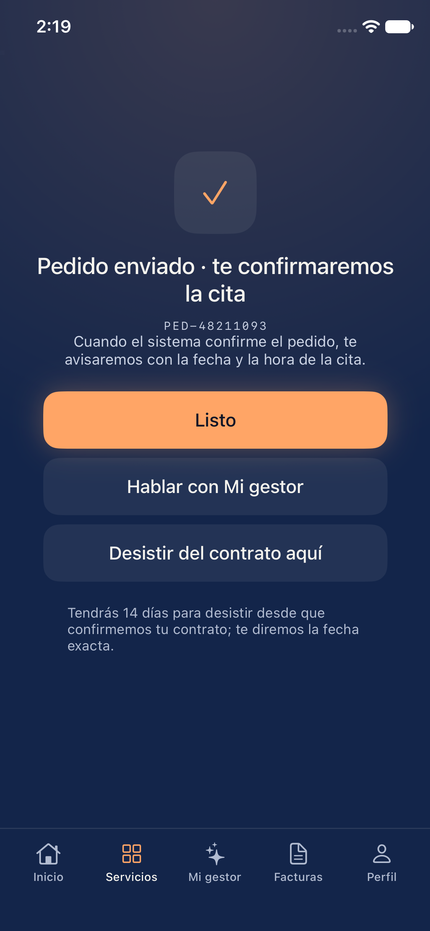 2:19
Pedido enviado · te confirmaremos
la cita
PED-48211093
Cuando el sistema confirme el pedido, te
avisaremos con la fecha y la hora de la cita.
Listo
Hablar con Mi gestor
Desistir del contrato aquí
Tendrás 14 días para desistir desde que
confirmemos tu contrato; te diremos la fecha
exacta.
Inicio
Servicios
Mi gestor
Facturas
Perfil